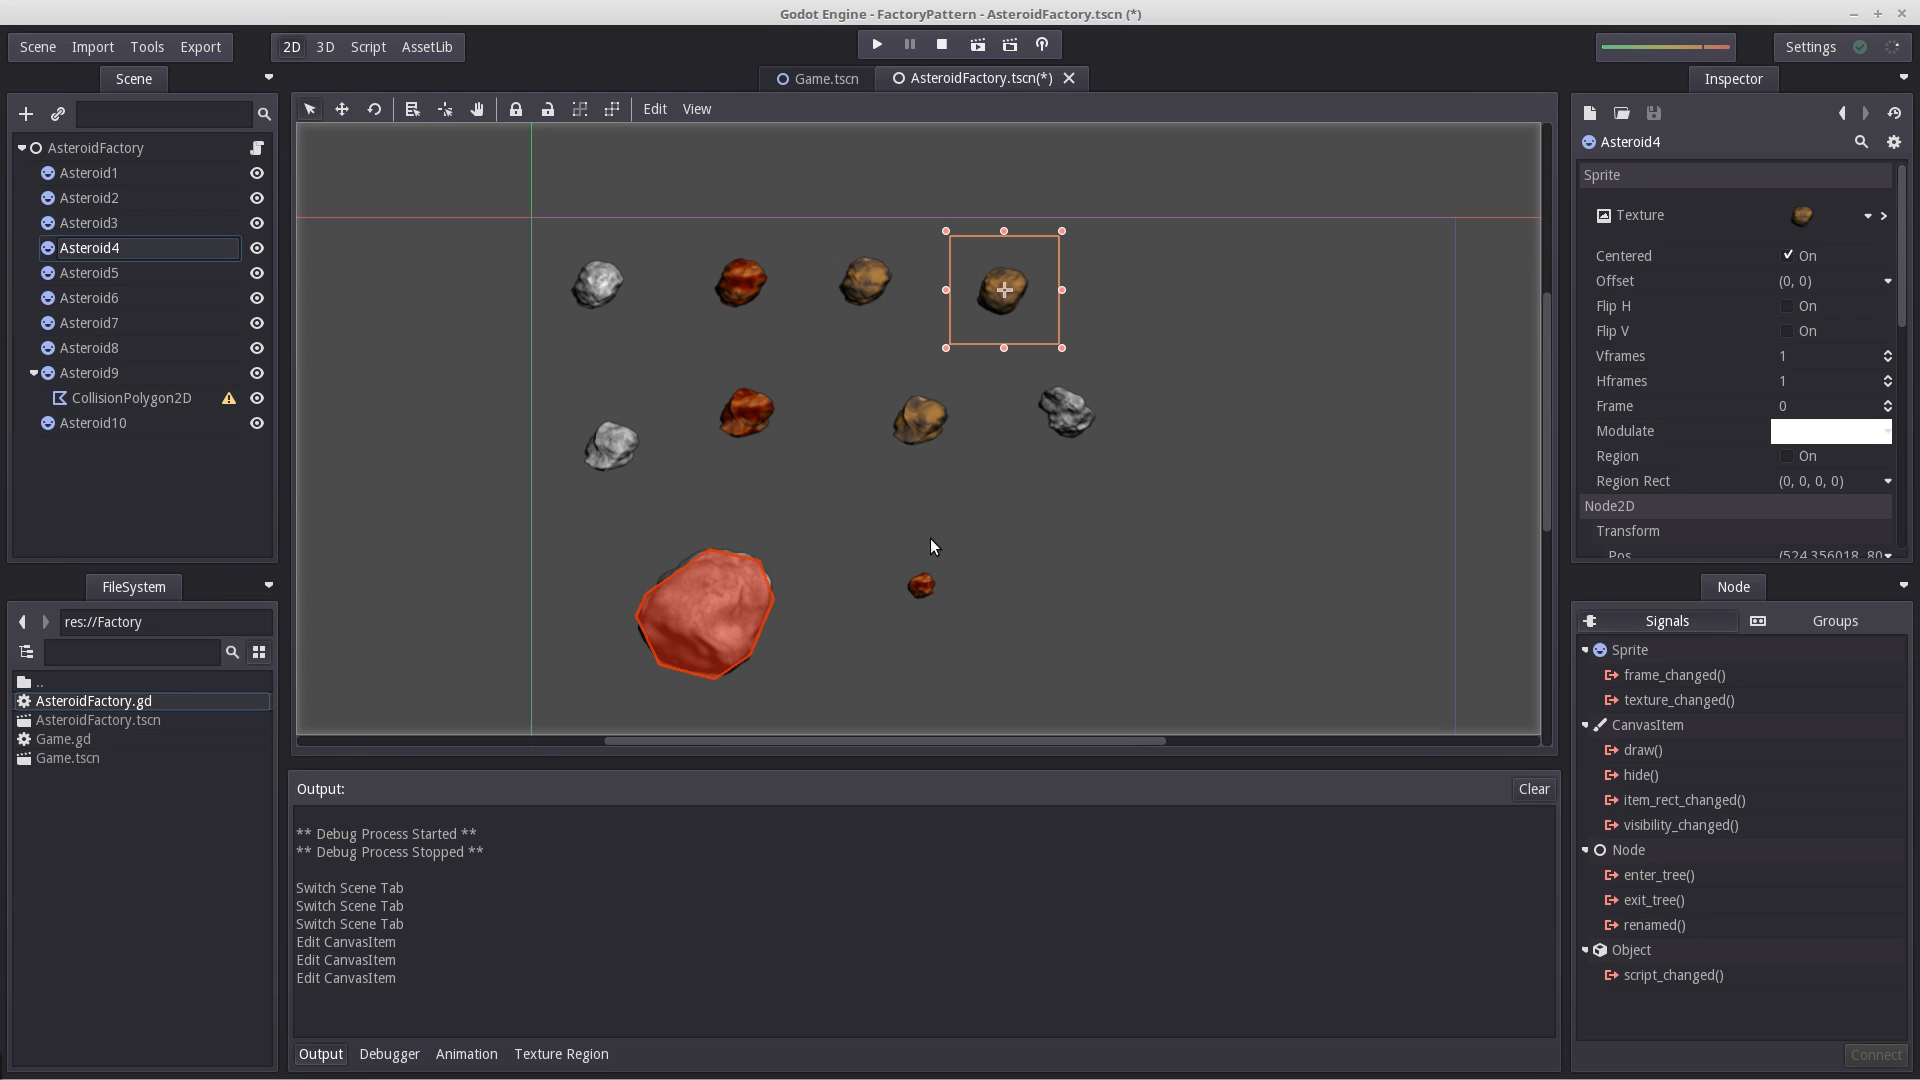 Godot Engine - FactoryPattern - AsteroidFactory.tscn (*)
Scene Import Tools Export
2D 3D Script AssetLib
Settings
Scene
Game.tscn
AsteroidFactory.tscn(*)
Inspector
Edit View
AsteroidFactory
Asteroid1
Asteroid2
Asteroid3
Asteroid4
Asteroid5
Asteroid6
Asteroid7
Asteroid8
Asteroid9
CollisionPolygon2D
Asteroid10
FileSystem
res://Factory
..
AsteroidFactory.gd
AsteroidFactory.tscn
Game.gd
Game.tscn
Output:
Clear
** Debug Process Started **
** Debug Process Stopped **
Switch Scene Tab
Switch Scene Tab
Switch Scene Tab
Edit CanvasItem
Edit CanvasItem
Edit CanvasItem
Output Debugger Animation Texture Region
Asteroid4
Sprite
Texture
Centered On
Offset (0, 0)
Flip H On
Flip V On
Vframes 1
Hframes 1
Frame 0
Modulate
Region On
Region Rect (0, 0, 0, 0)
Node2D
Transform
Pos (524.356018, 80
Node
Signals Groups
Sprite
frame_changed()
texture_changed()
CanvasItem
draw()
hide()
item_rect_changed()
visibility_changed()
Node
enter_tree()
exit_tree()
renamed()
Object
script_changed()
Connect